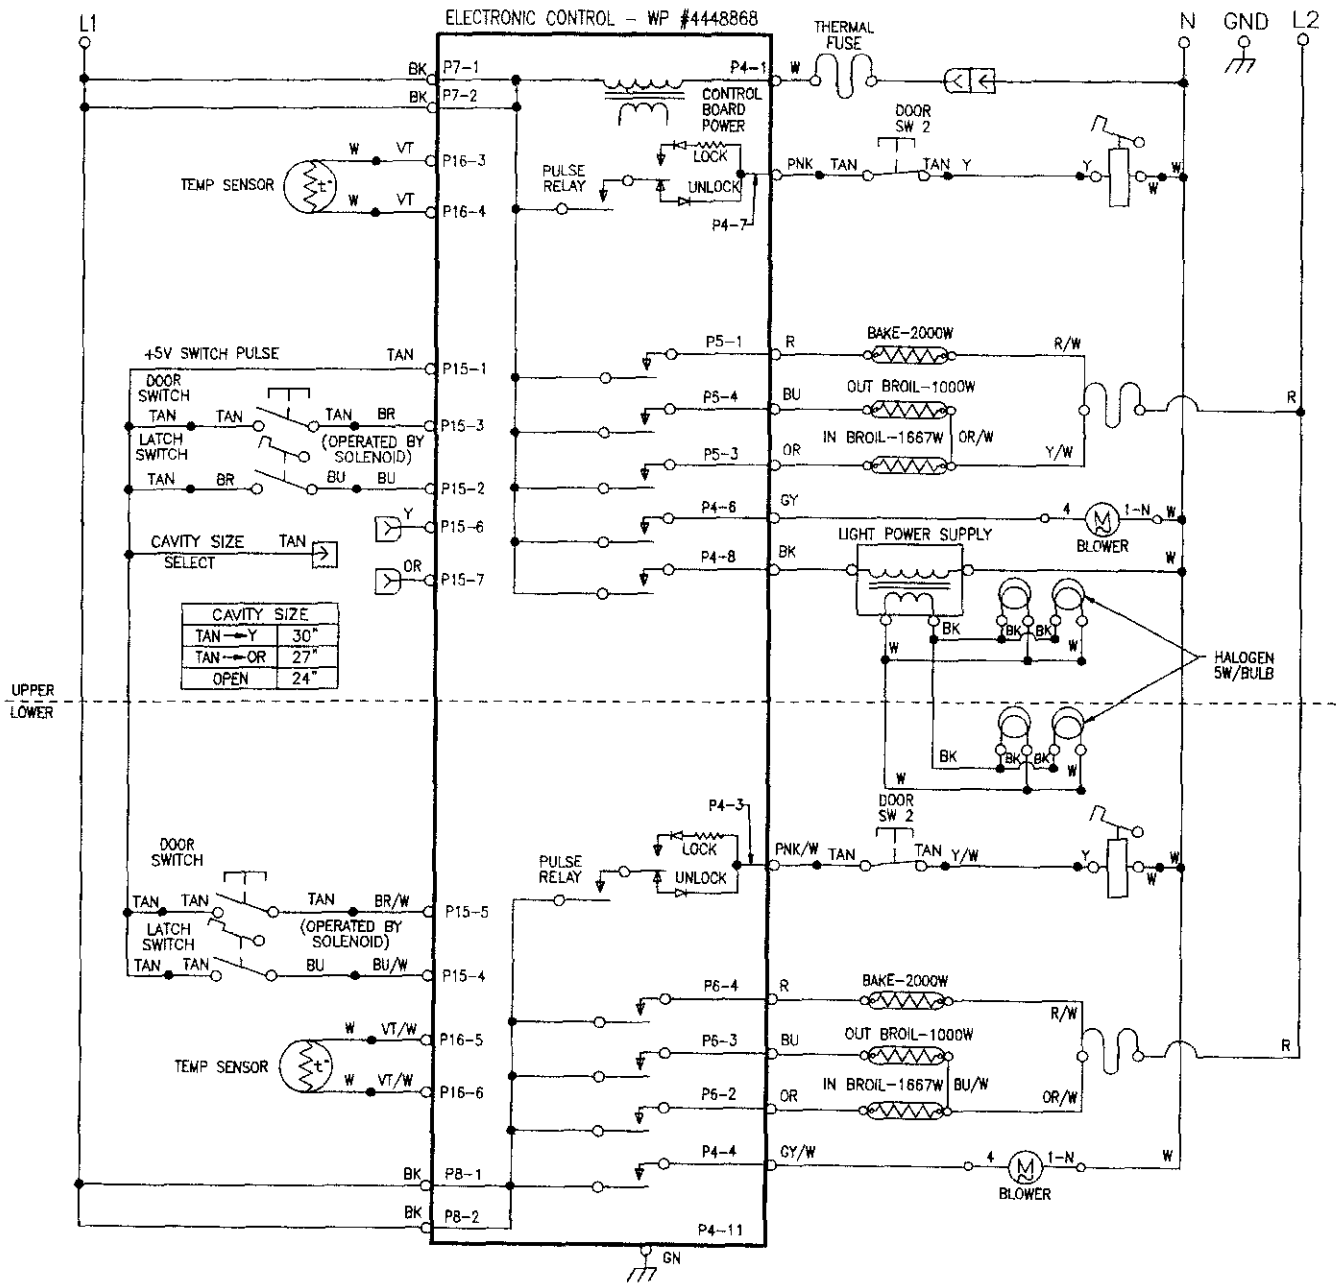 L1
ELECTRONIC CONTROL - WP #4448868
N GND L2
THERMAL
FUSE
BK P7-1
P4-1 W
BK P7-2
CONTROL
BOARD
POWER
DOOR
SW 2
W VT P16-3
TEMP SENSOR
t°
W VT P16-4
PULSE
RELAY
LOCK
UNLOCK
PNK TAN TAN Y Y W W
P4-7
+5V SWITCH PULSE TAN P15-1
P5-1 R BAKE-2000W R/W
DOOR
SWITCH
TAN TAN TAN BR P15-3
P5-4 BU OUT BROIL-1000W
R
LATCH
SWITCH
(OPERATED BY
SOLENOID)
IN BROIL-1667W OR/W
P5-3 OR Y/W
TAN BR BU BU P15-2
P4-6 GY 4 M 1-N W
BLOWER
Y P15-6
CAVITY SIZE
SELECT
TAN
P4-8 BK LIGHT POWER SUPPLY W
OR P15-7
CAVITY SIZE
TAN→Y 30"
TAN→OR 27"
OPEN 24"
BK BK BK
W W
HALOGEN
5W/BULB
UPPER
LOWER
BK BK BK
W W
P4-3
DOOR
SW 2
DOOR
SWITCH
PULSE
RELAY
LOCK
UNLOCK
PNK/W TAN TAN Y/W Y W W
TAN TAN TAN BR/W P15-5
LATCH
SWITCH
(OPERATED BY
SOLENOID)
TAN TAN BU BU/W P15-4
P6-4 R BAKE-2000W R/W
W VT/W P16-5
P6-3 BU OUT BROIL-1000W
R
TEMP SENSOR
t°
IN BROIL-1667W BU/W
W VT/W P16-6
P6-2 OR OR/W
P4-4 GY/W 4 M 1-N W
BLOWER
BK P8-1
BK P8-2
P4-11
GN